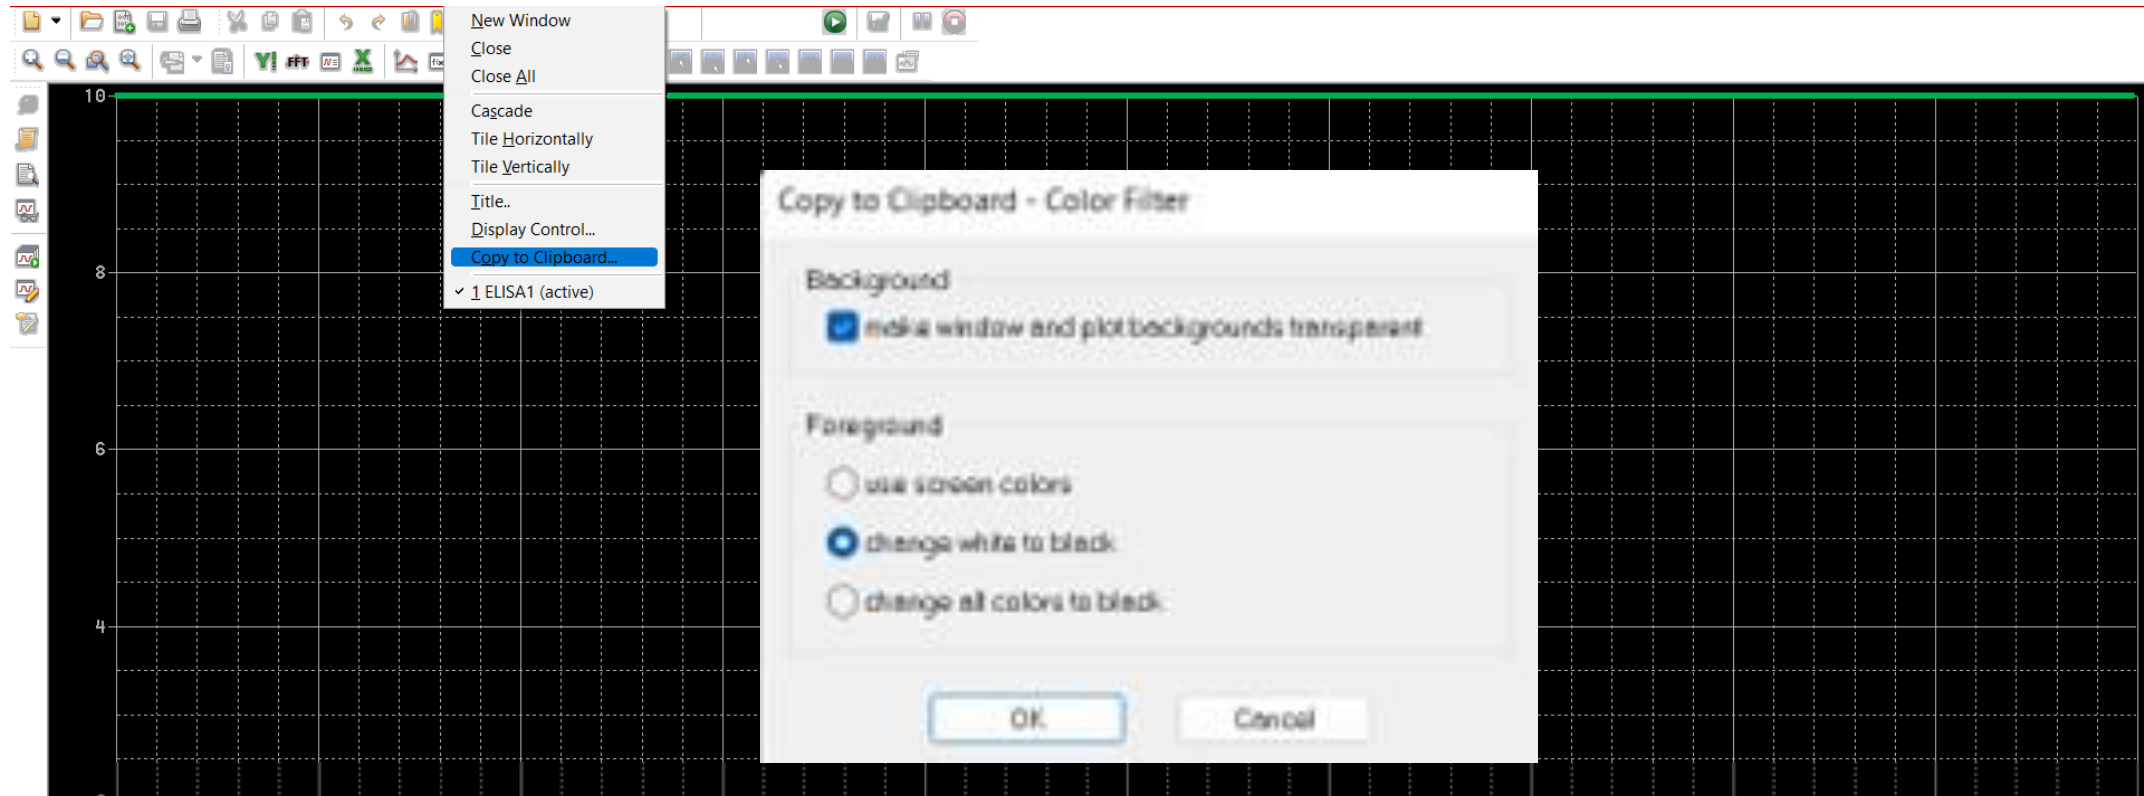 New Window
Close
Close All
Cascade
Tile Horizontally
Tile Vertically
Title..
Display Control...
Copy to Clipboard...
1 ELISA1 (active)
Y!
FFT
10
8
6
4
Copy to Clipboard - Color Filter
Background
make window and plot backgrounds transparent
Foreground
use screen colors
change white to black
change all colors to black
OK
Cancel